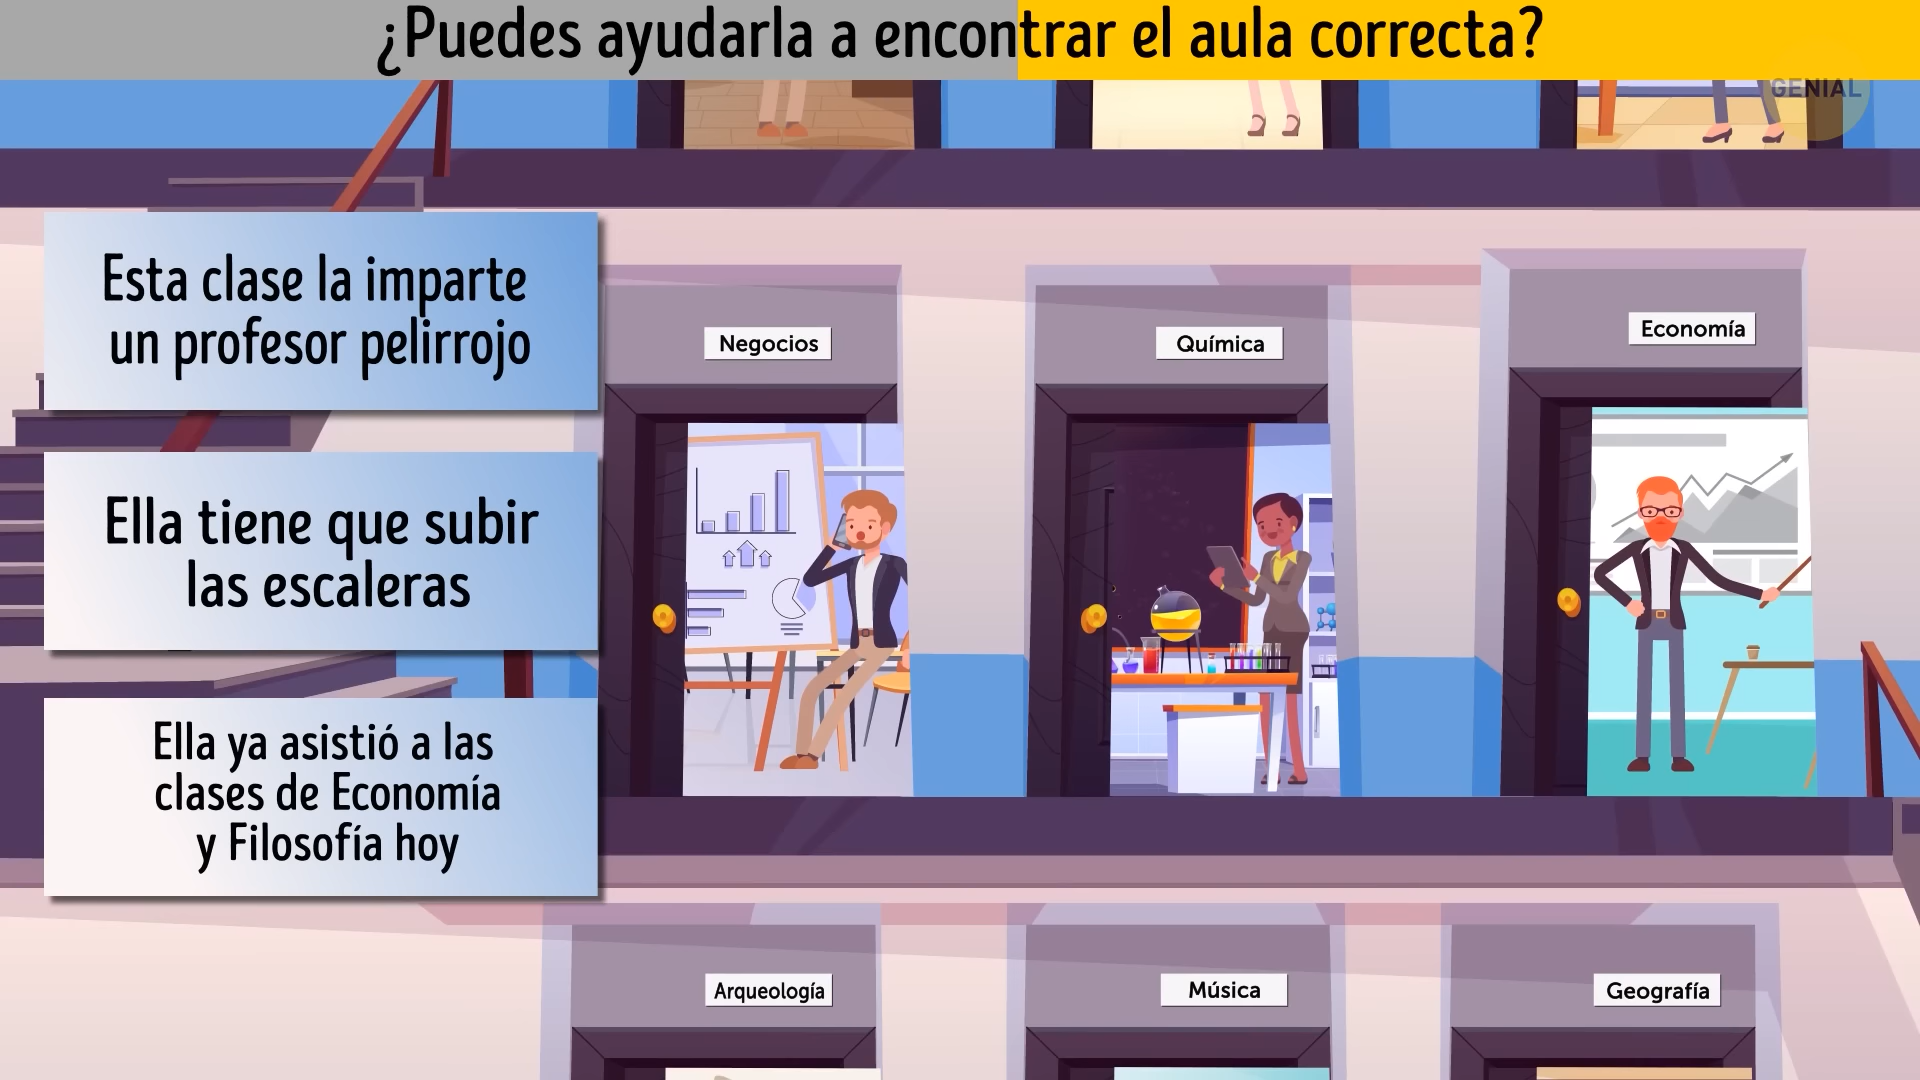 ¿Puedes ayudarla a encontrar el aula correcta?
GENIAL
Esta clase la imparte
un profesor pelirrojo
Ella tiene que subir
las escaleras
Ella ya asistió a las
clases de Economía
y Filosofía hoy
Negocios
Química
Economía
Arqueología
Música
Geografía